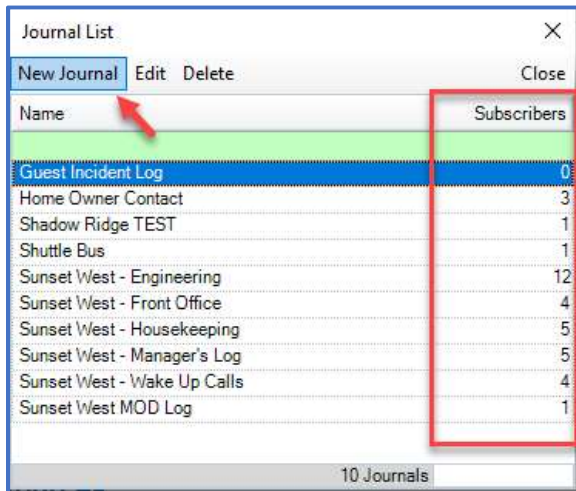 Journal List
New Journal Edit Delete Close
Name Subscribers
Guest Incident Log 0
Home Owner Contact 3
Shadow Ridge TEST 1
Shuttle Bus 1
Sunset West - Engineering 12
Sunset West - Front Office 4
Sunset West - Housekeeping 5
Sunset West - Manager's Log 5
Sunset West - Wake Up Calls 4
Sunset West MOD Log 1
10 Journals